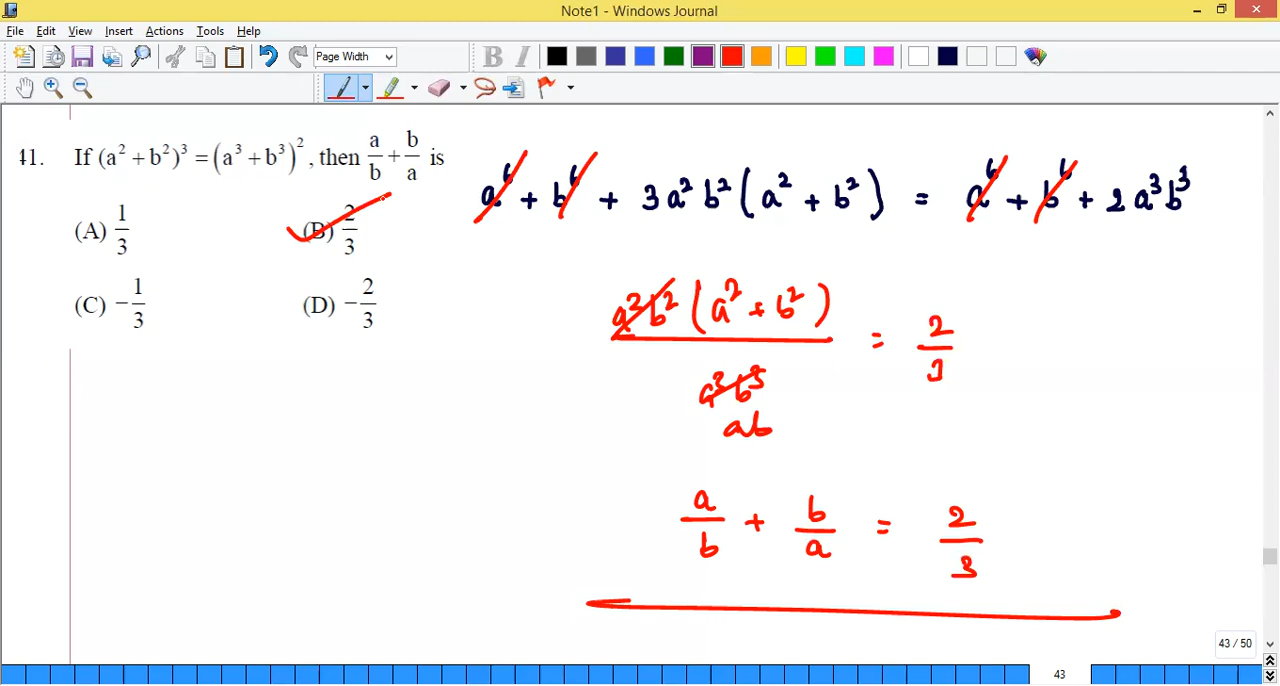 Note1 - Windows Journal
File Edit View Insert Actions Tools Help
Page Width
B I
41. If (a² + b²)³ = (a³ + b³)², then a/b + b/a is
(A) 1/3 (B) 2/3
(C) −1/3 (D) −2/3
a⁶ + b⁶ + 3a²b²(a² + b²) = a⁶ + b⁶ + 2a³b³
a²b²(a² + b²) / a³b³ = 2/3
ab
a/b + b/a = 2/3
43 / 50
43